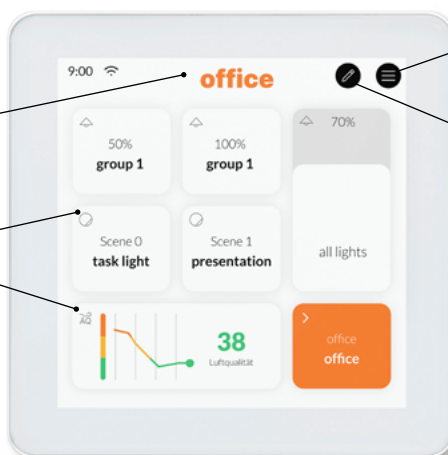 9:00
office
50%
group 1
100%
group 1
70%
all lights
Scene 0
task light
Scene 1
presentation
AQ
38
Luftqualität
office
office